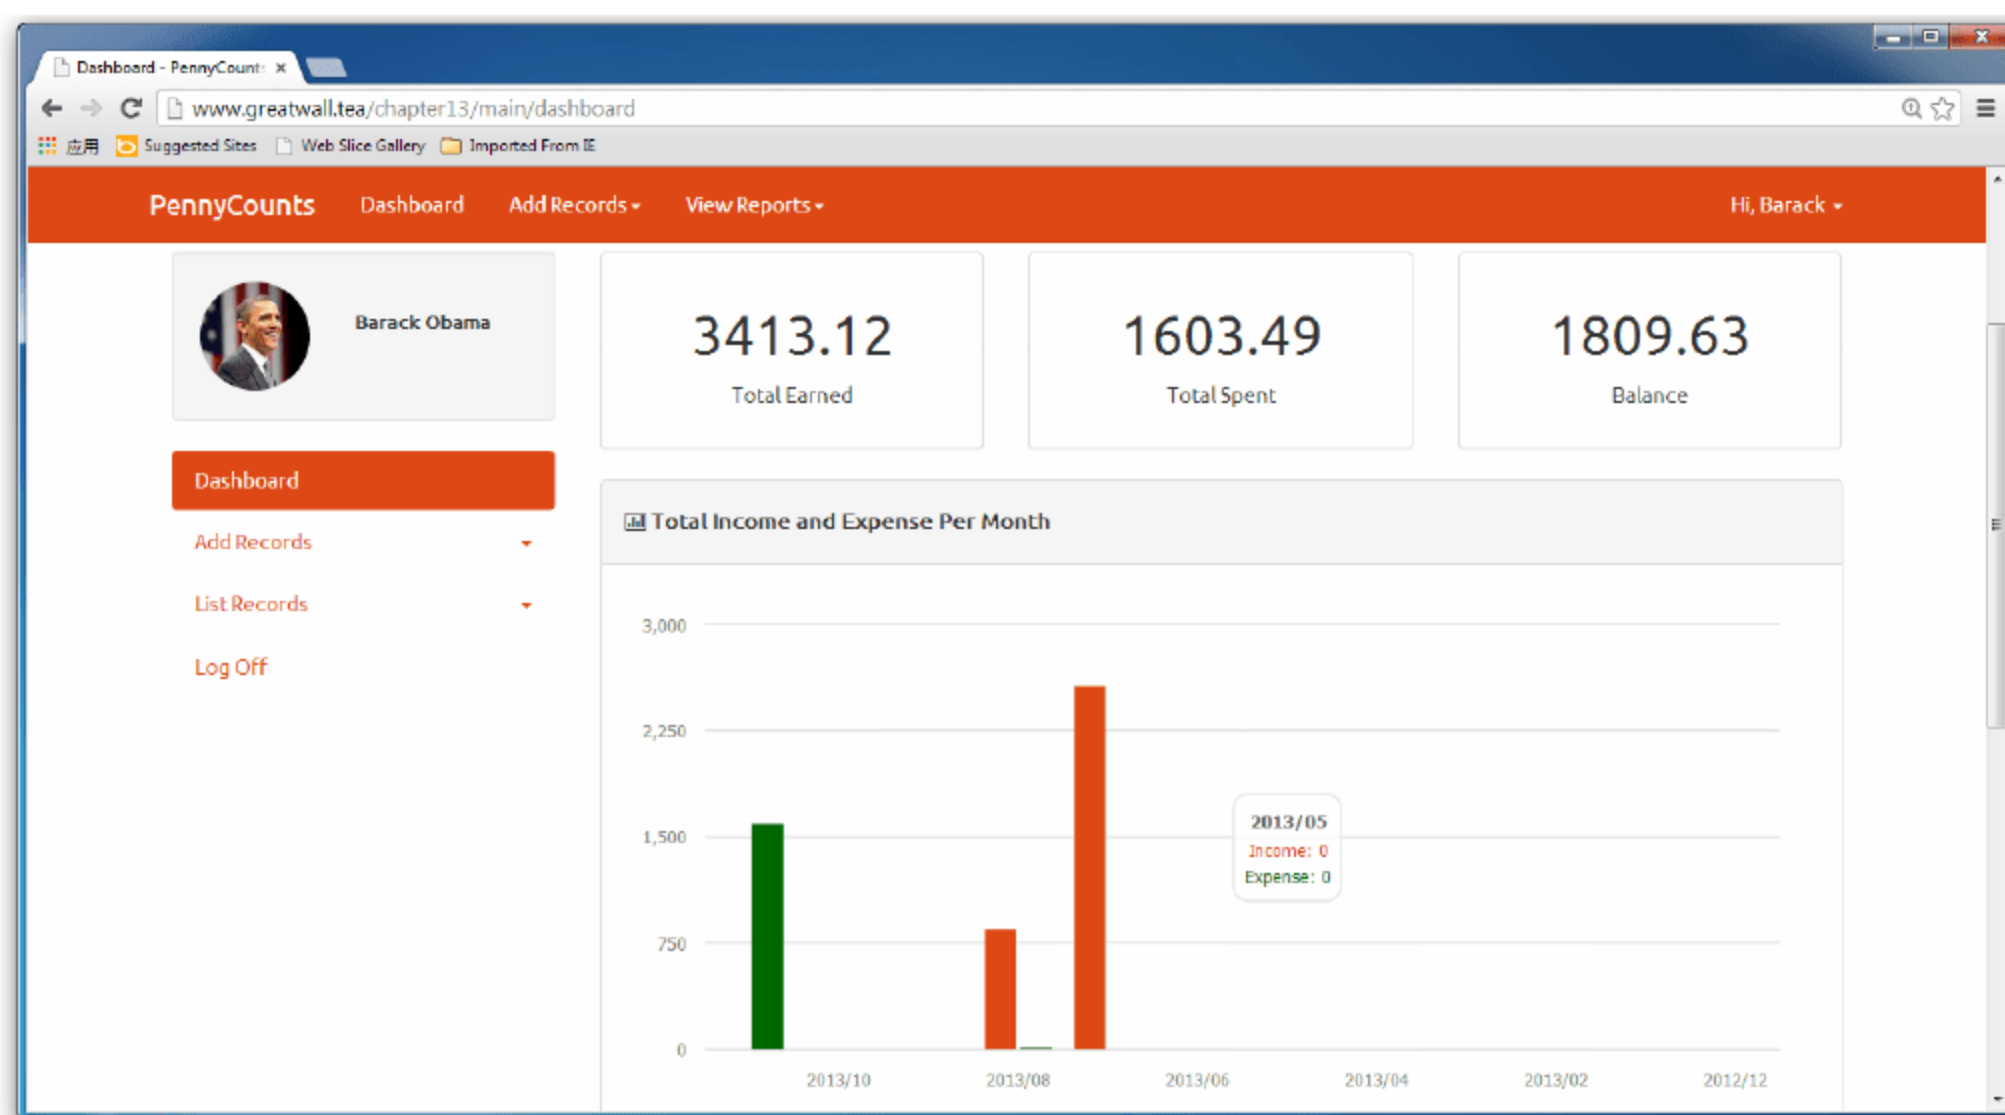 Dashboard - PennyCount
www.greatwall.tea/chapter13/main/dashboard
应用 Suggested Sites Web Slice Gallery Imported From IE
PennyCounts Dashboard Add Records View Reports Hi, Barack
Barack Obama
3413.12
Total Earned
1603.49
Total Spent
1809.63
Balance
Dashboard
Add Records
List Records
Log Off
Total Income and Expense Per Month
3,000
2,250
1,500
750
0
2013/05
Income: 0
Expense: 0
2013/10 2013/08 2013/06 2013/04 2013/02 2012/12